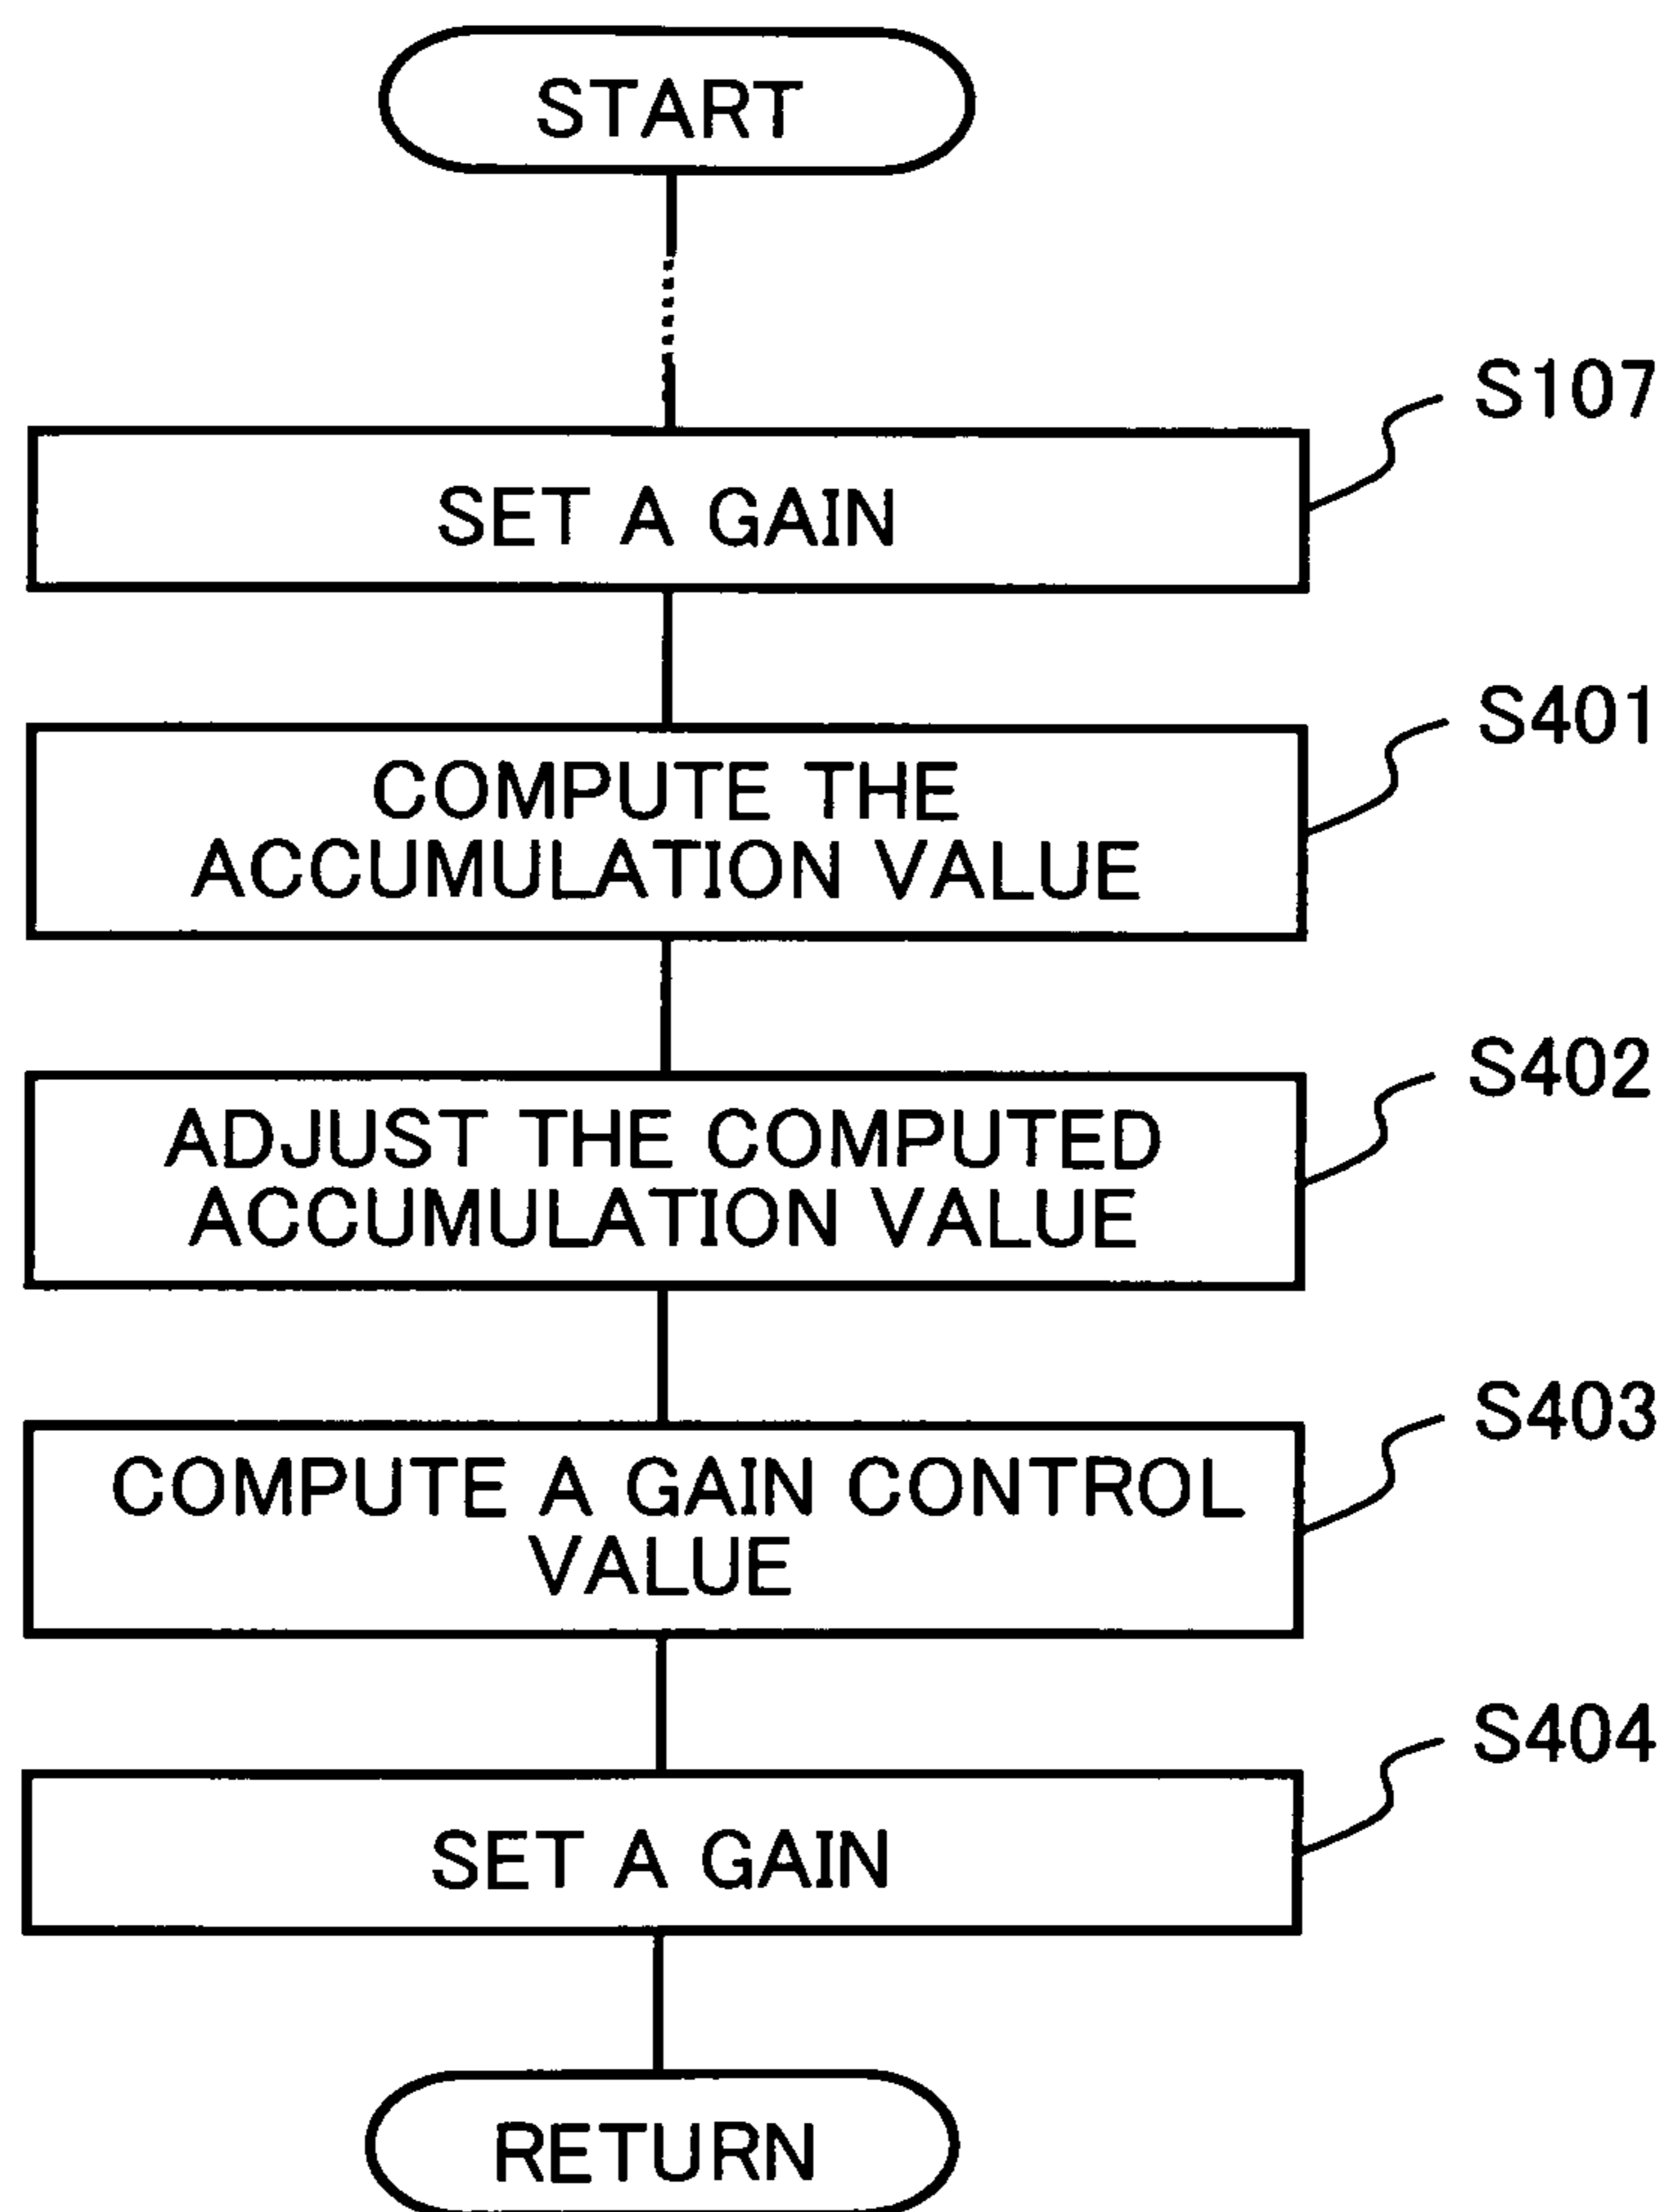 START
S107
SET A GAIN
S401
COMPUTE THE
ACCUMULATION VALUE
S402
ADJUST THE COMPUTED
ACCUMULATION VALUE
S403
COMPUTE A GAIN CONTROL
VALUE
S404
SET A GAIN
RETURN